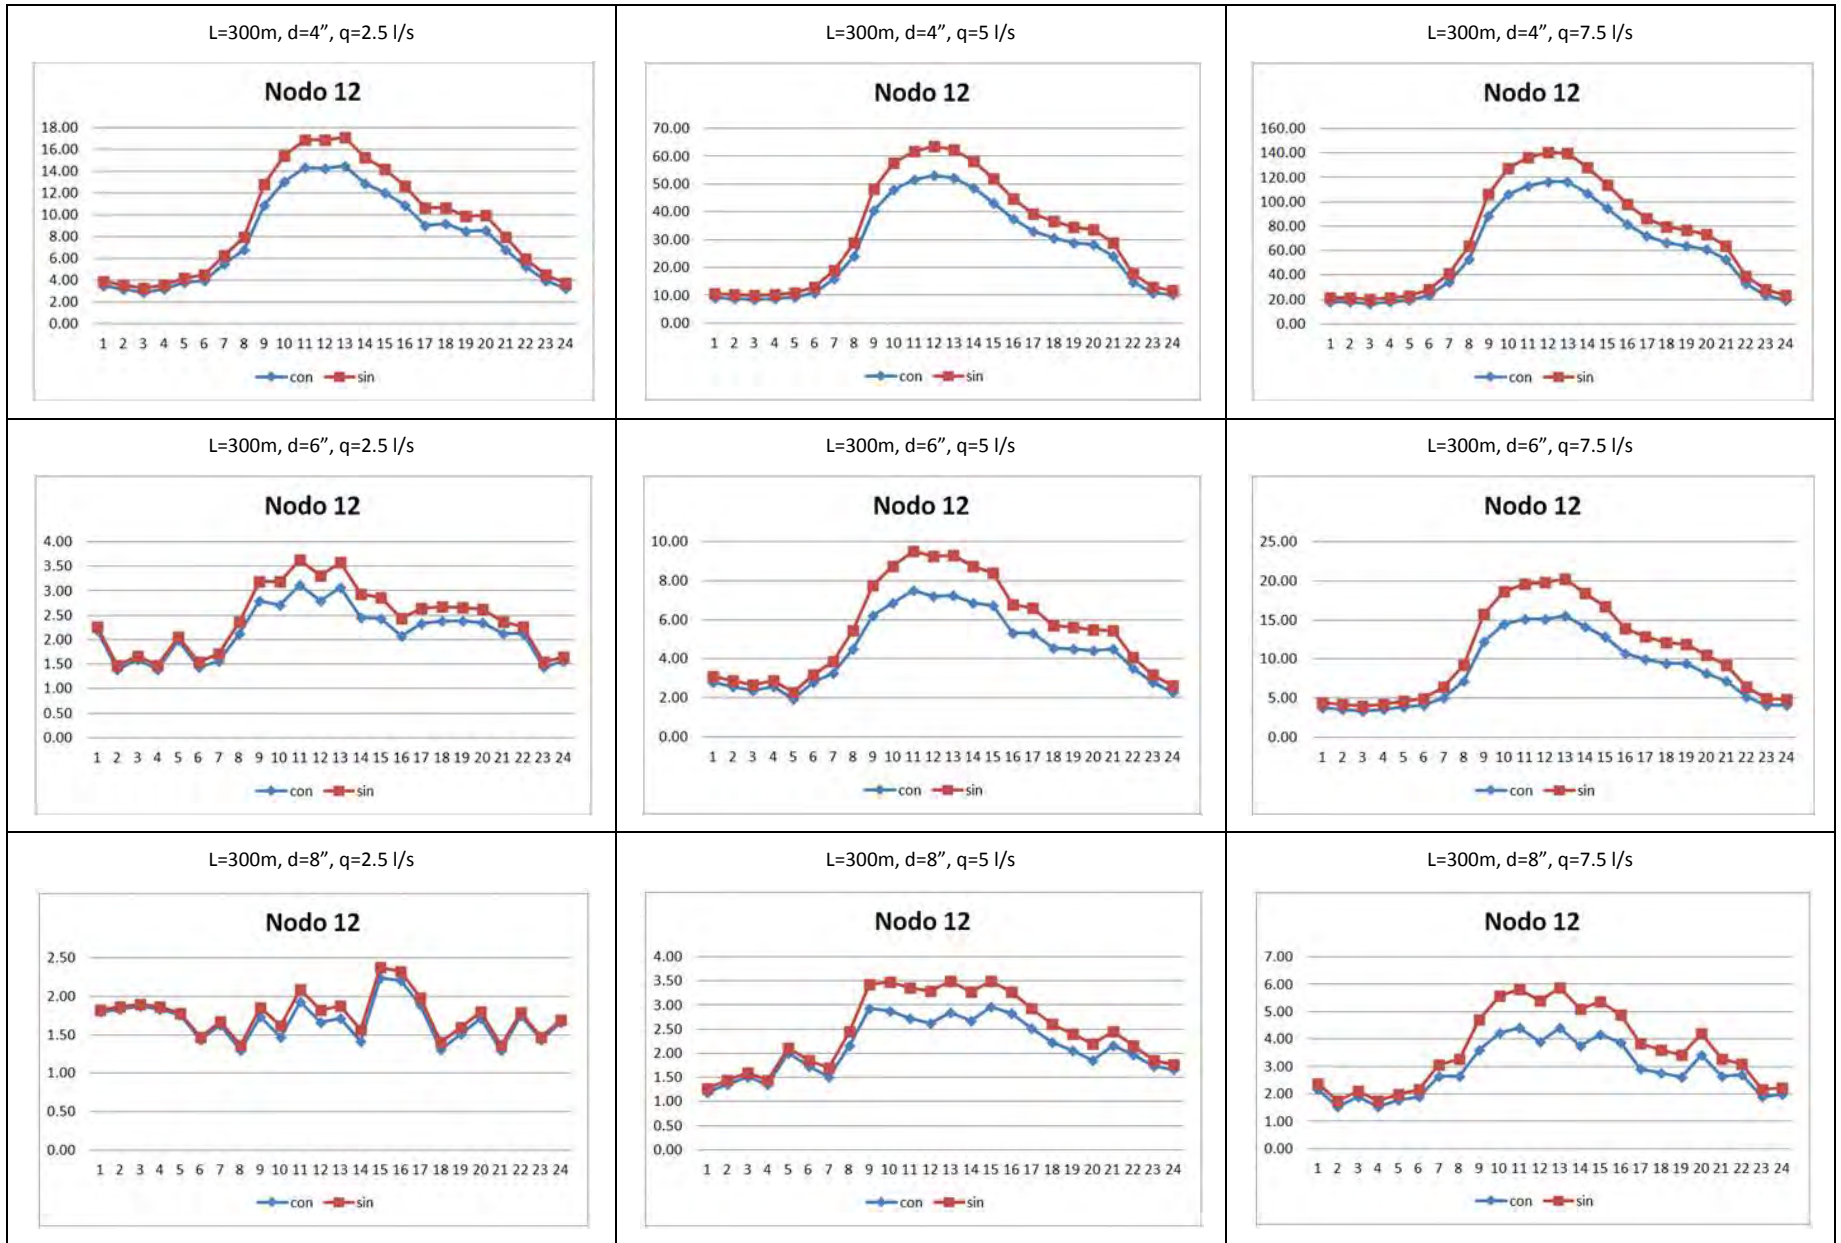 L=300m, d=4”, q=2.5 l/s
Nodo 12
18.00
16.00
14.00
12.00
10.00
8.00
6.00
4.00
2.00
0.00
1 2 3 4 5 6 7 8 9 10 11 12 13 14 15 16 17 18 19 20 21 22 23 24
con sin
L=300m, d=4”, q=5 l/s
Nodo 12
70.00
60.00
50.00
40.00
30.00
20.00
10.00
0.00
1 2 3 4 5 6 7 8 9 10 11 12 13 14 15 16 17 18 19 20 21 22 23 24
con sin
L=300m, d=4”, q=7.5 l/s
Nodo 12
160.00
140.00
120.00
100.00
80.00
60.00
40.00
20.00
0.00
1 2 3 4 5 6 7 8 9 10 11 12 13 14 15 16 17 18 19 20 21 22 23 24
con sin
L=300m, d=6”, q=2.5 l/s
Nodo 12
4.00
3.50
3.00
2.50
2.00
1.50
1.00
0.50
0.00
1 2 3 4 5 6 7 8 9 10 11 12 13 14 15 16 17 18 19 20 21 22 23 24
con sin
L=300m, d=6”, q=5 l/s
Nodo 12
10.00
8.00
6.00
4.00
2.00
0.00
1 2 3 4 5 6 7 8 9 10 11 12 13 14 15 16 17 18 19 20 21 22 23 24
con sin
L=300m, d=6”, q=7.5 l/s
Nodo 12
25.00
20.00
15.00
10.00
5.00
0.00
1 2 3 4 5 6 7 8 9 10 11 12 13 14 15 16 17 18 19 20 21 22 23 24
con sin
L=300m, d=8”, q=2.5 l/s
Nodo 12
2.50
2.00
1.50
1.00
0.50
0.00
1 2 3 4 5 6 7 8 9 10 11 12 13 14 15 16 17 18 19 20 21 22 23 24
con sin
L=300m, d=8”, q=5 l/s
Nodo 12
4.00
3.50
3.00
2.50
2.00
1.50
1.00
0.50
0.00
1 2 3 4 5 6 7 8 9 10 11 12 13 14 15 16 17 18 19 20 21 22 23 24
con sin
L=300m, d=8”, q=7.5 l/s
Nodo 12
7.00
6.00
5.00
4.00
3.00
2.00
1.00
0.00
1 2 3 4 5 6 7 8 9 10 11 12 13 14 15 16 17 18 19 20 21 22 23 24
con sin